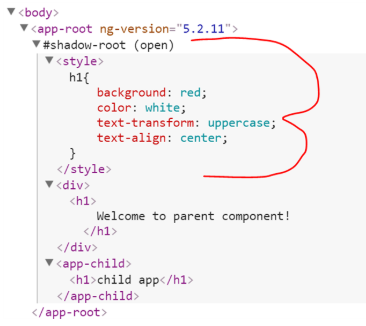 <body>
<app-root ng-version="5.2.11">
#shadow-root (open)
<style>
h1{
background: red;
color: white;
text-transform: uppercase;
text-align: center;
}
</style>
<div>
<h1>
Welcome to parent component!
</h1>
</div>
<app-child>
<h1>child app</h1>
</app-child>
</app-root>